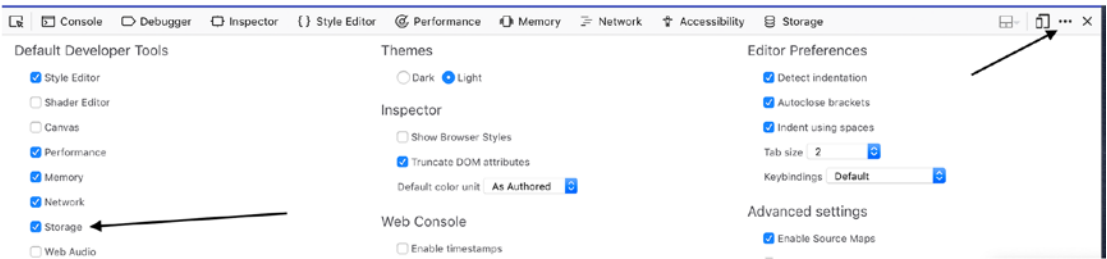 Console Debugger Inspector {} Style Editor Performance Memory Network Accessibility Storage
Default Developer Tools
Style Editor
Shader Editor
Canvas
Performance
Memory
Network
Storage
Web Audio
Themes
Dark Light
Inspector
Show Browser Styles
Truncate DOM attributes
Default color unit As Authored
Web Console
Enable timestamps
Editor Preferences
Detect indentation
Autoclose brackets
Indent using spaces
Tab size 2
Keybindings Default
Advanced settings
Enable Source Maps